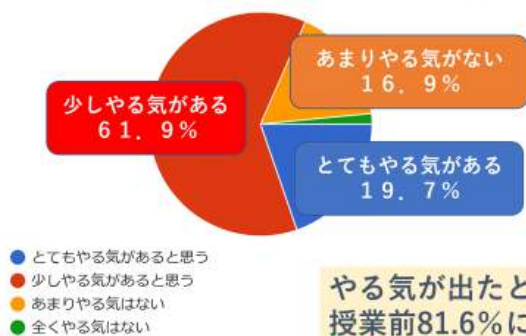 あまりやる気がない
１６．９％
少しやる気がある
６１．９％
とてもやる気がある
１９．７％
とてもやる気があると思う
少しやる気があると思う
あまりやる気はない
全くやる気はない
やる気が出たと
授業前81.6%に